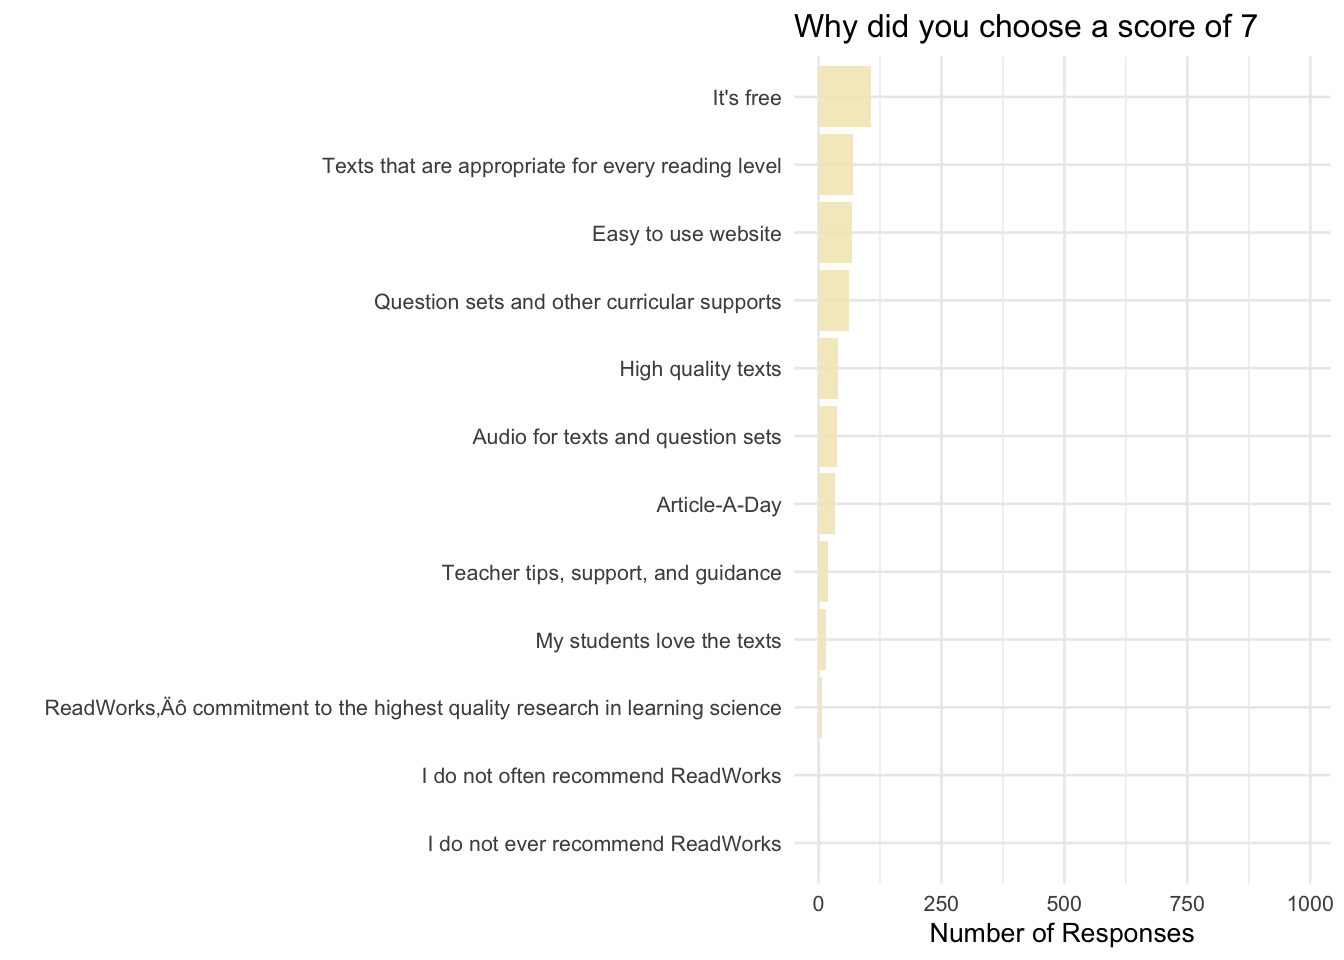 Why did you choose a score of 7
It's free
Texts that are appropriate for every reading level
Easy to use website
Question sets and other curricular supports
High quality texts
Audio for texts and question sets
Article-A-Day
Teacher tips, support, and guidance
My students love the texts
ReadWorks‚Äô commitment to the highest quality research in learning science
I do not often recommend ReadWorks
I do not ever recommend ReadWorks
0 250 500 750 1000
Number of Responses